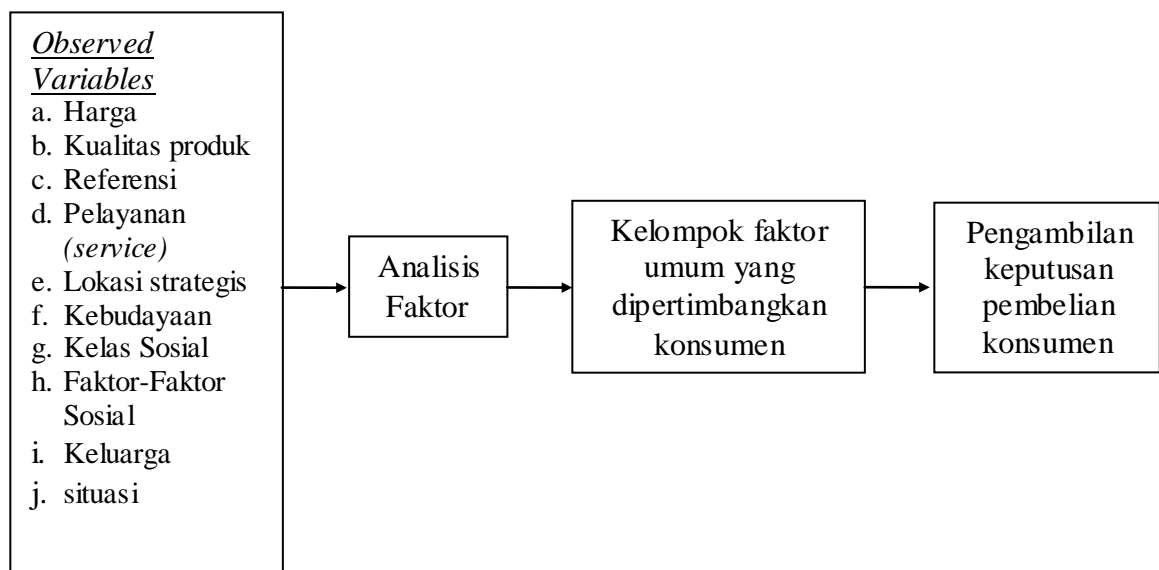 Observed
Variables
a. Harga
b. Kualitas produk
c. Referensi
d. Pelayanan
(service)
e. Lokasi strategis
f. Kebudayaan
g. Kelas Sosial
h. Faktor-Faktor
Sosial
i. Keluarga
j. situasi
Analisis
Faktor
Kelompok faktor
umum yang
dipertimbangkan
konsumen
Pengambilan
keputusan
pembelian
konsumen